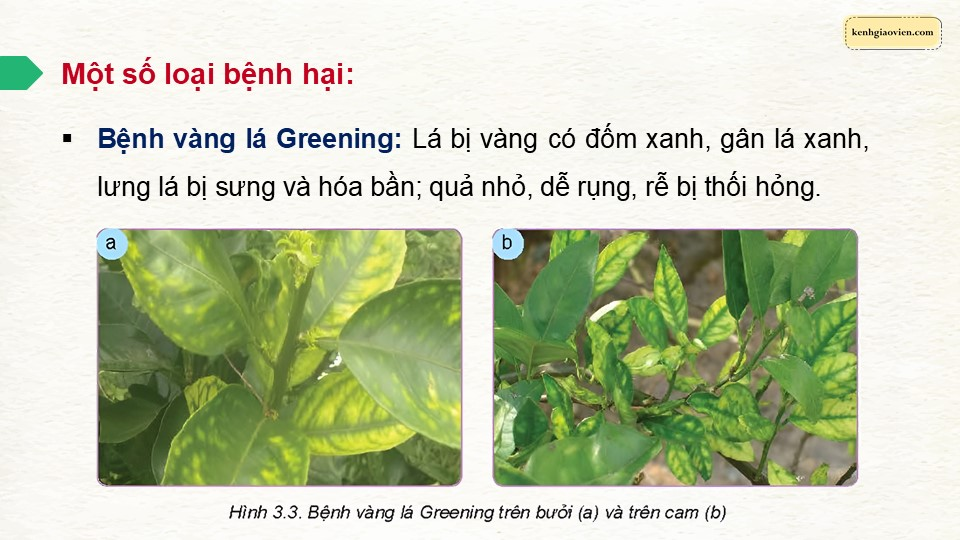 kenhgiaovien.com
Một số loại bệnh hại:
▪ Bệnh vàng lá Greening: Lá bị vàng có đốm xanh, gân lá xanh,
lưng lá bị sưng và hóa bần; quả nhỏ, dễ rụng, rễ bị thối hỏng.
a
b
Hình 3.3. Bệnh vàng lá Greening trên bưởi (a) và trên cam (b)